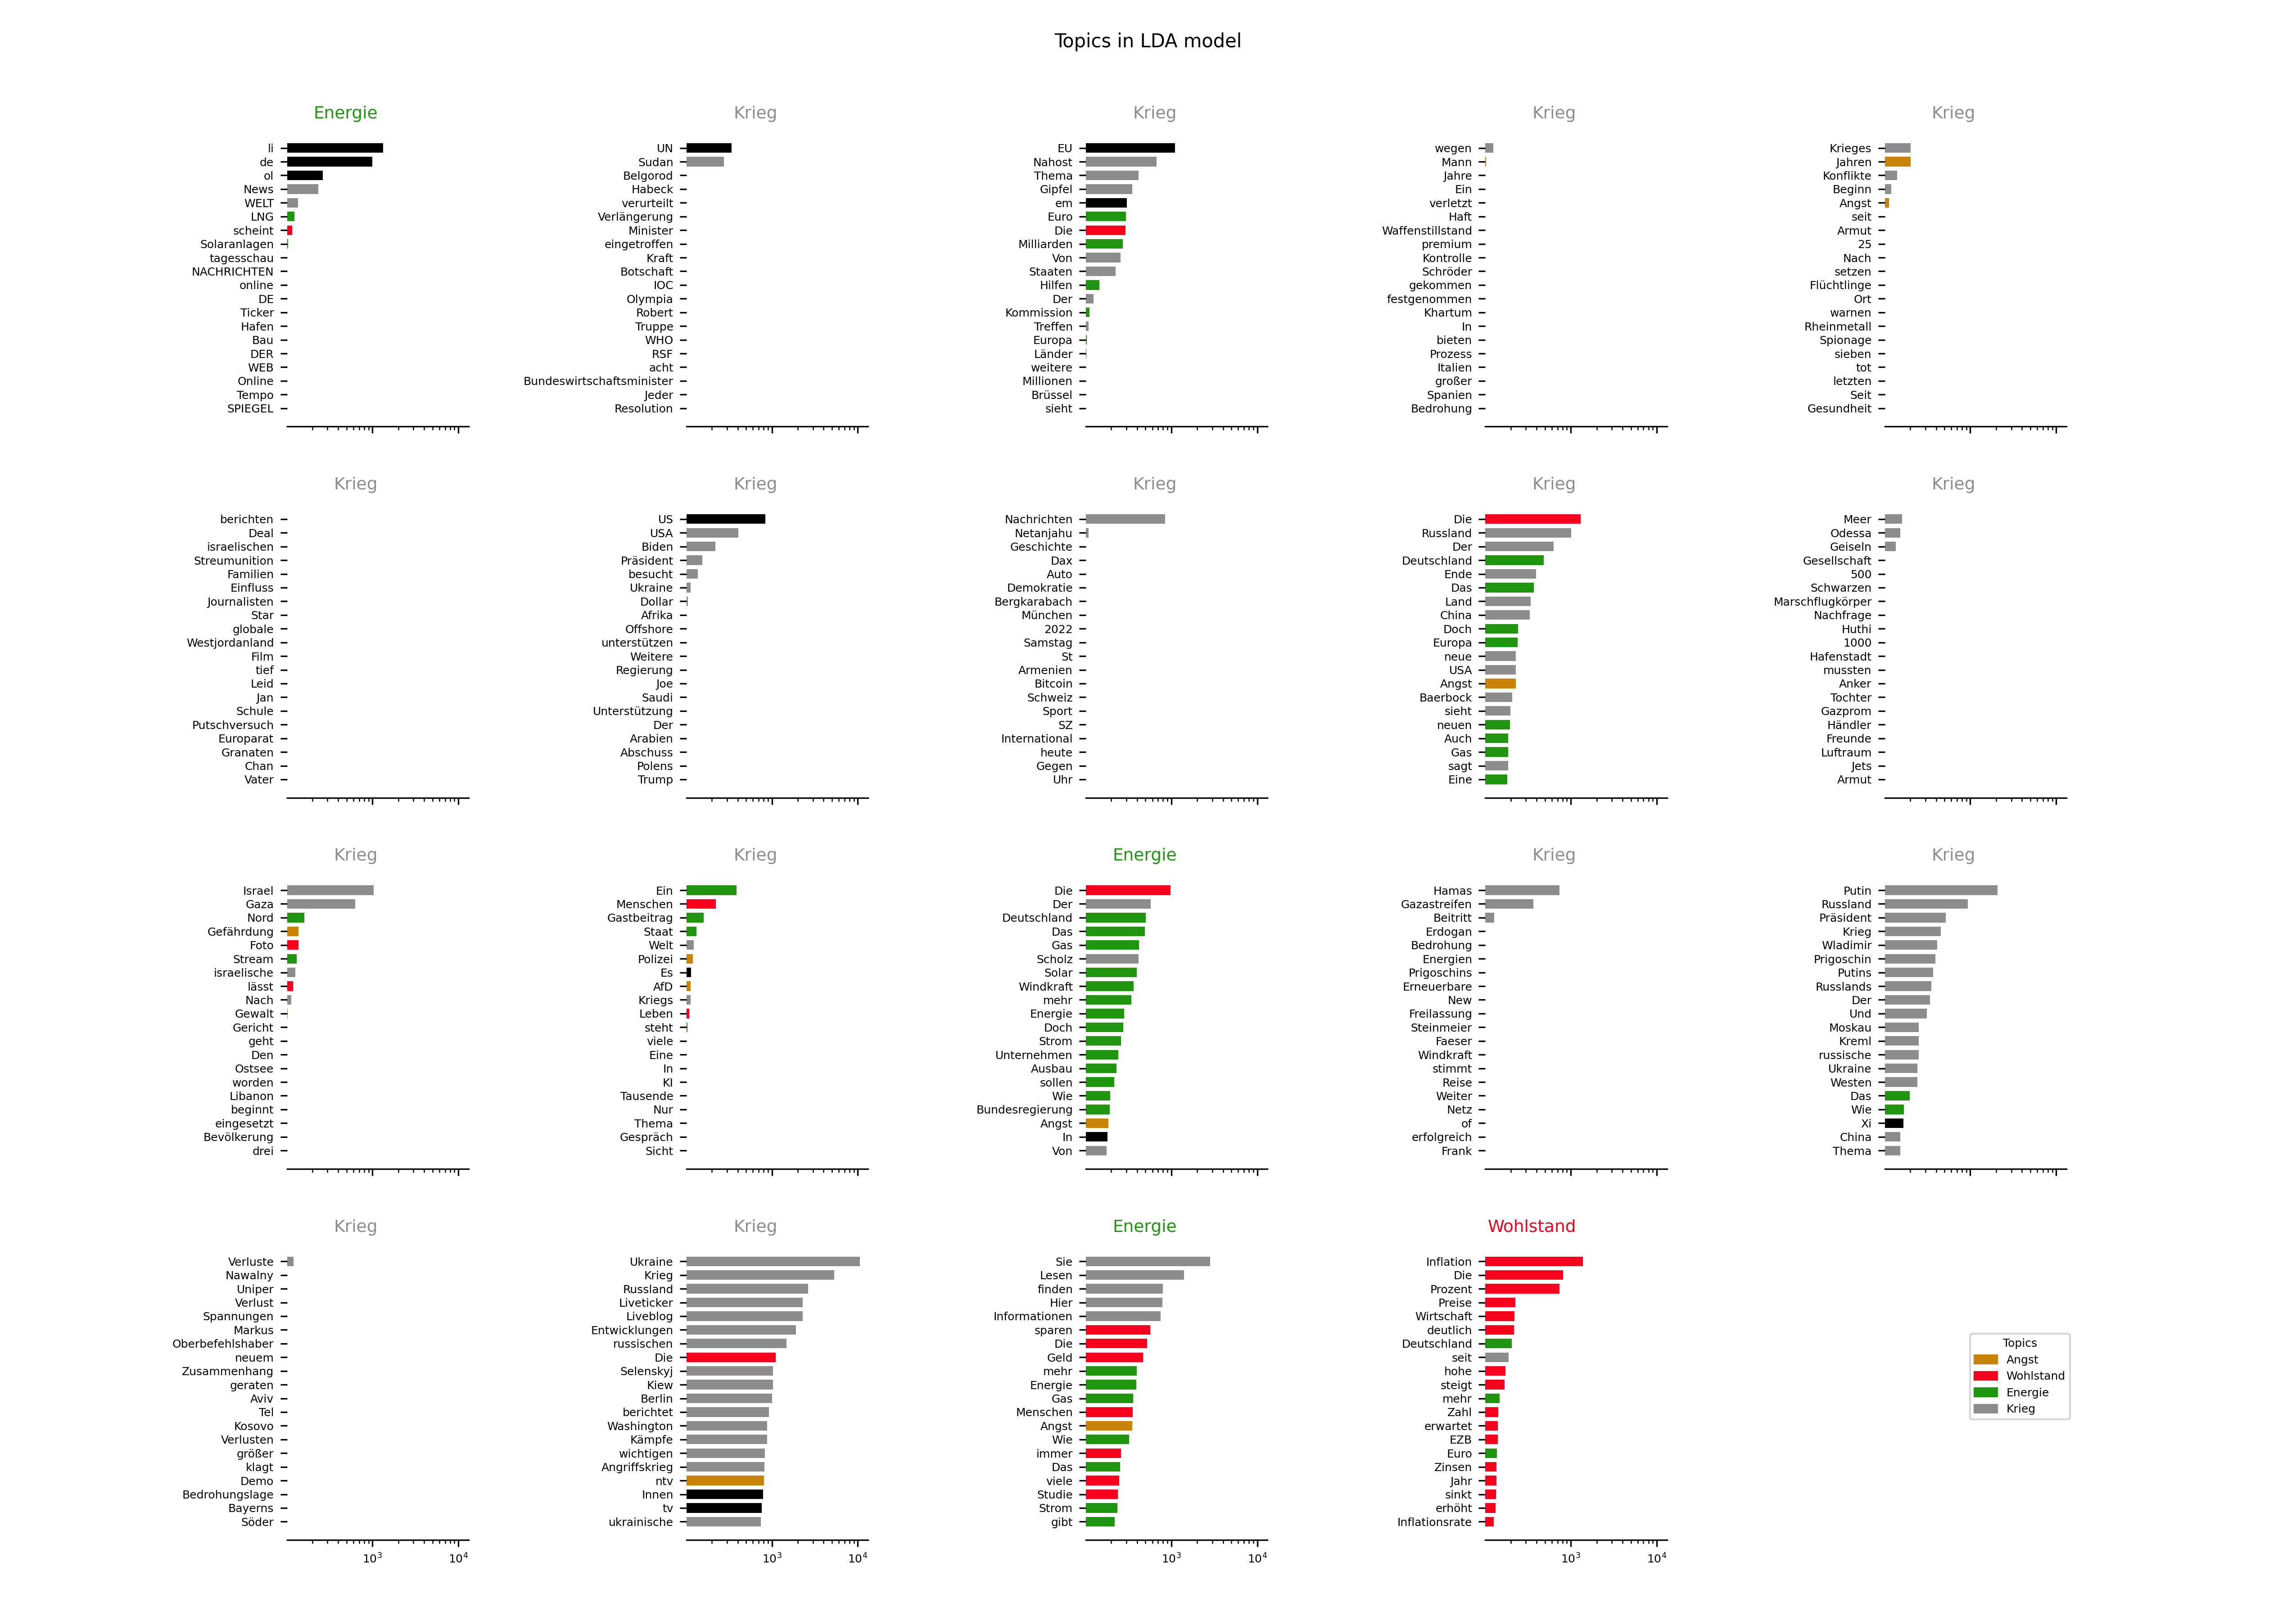 Topics in LDA model
Energie
li
de
ol
News
WELT
LNG
scheint
Solaranlagen
tagesschau
NACHRICHTEN
online
DE
Ticker
Hafen
Bau
DER
WEB
Online
Tempo
SPIEGEL
Krieg
UN
Sudan
Belgorod
Habeck
verurteilt
Verlängerung
Minister
eingetroffen
Kraft
Botschaft
IOC
Olympia
Robert
Truppe
WHO
RSF
acht
Bundeswirtschaftsminister
Jeder
Resolution
Krieg
EU
Nahost
Thema
Gipfel
em
Euro
Die
Milliarden
Von
Staaten
Hilfen
Der
Kommission
Treffen
Europa
Länder
weitere
Millionen
Brüssel
sieht
Krieg
wegen
Mann
Jahre
Ein
verletzt
Haft
Waffenstillstand
premium
Kontrolle
Schröder
gekommen
festgenommen
Khartum
In
bieten
Prozess
Italien
großer
Spanien
Bedrohung
Krieg
Krieges
Jahren
Konflikte
Beginn
Angst
seit
Armut
25
Nach
setzen
Flüchtlinge
Ort
warnen
Rheinmetall
Spionage
sieben
tot
letzten
Seit
Gesundheit
Krieg
berichten
Deal
israelischen
Streumunition
Familien
Einfluss
Journalisten
Star
globale
Westjordanland
Film
tief
Leid
Jan
Schule
Putschversuch
Europarat
Granaten
Chan
Vater
Krieg
US
USA
Biden
Präsident
besucht
Ukraine
Dollar
Afrika
Offshore
unterstützen
Weitere
Regierung
Joe
Saudi
Unterstützung
Der
Arabien
Abschuss
Polens
Trump
Krieg
Nachrichten
Netanjahu
Geschichte
Dax
Auto
Demokratie
Bergkarabach
München
2022
Samstag
St
Armenien
Bitcoin
Schweiz
Sport
SZ
International
heute
Gegen
Uhr
Krieg
Die
Russland
Der
Deutschland
Ende
Das
Land
China
Doch
Europa
neue
USA
Angst
Baerbock
sieht
neuen
Auch
Gas
sagt
Eine
Krieg
Meer
Odessa
Geiseln
Gesellschaft
500
Schwarzen
Marschflugkörper
Nachfrage
Huthi
1000
Hafenstadt
mussten
Anker
Tochter
Gazprom
Händler
Freunde
Luftraum
Jets
Armut
Krieg
Israel
Gaza
Nord
Gefährdung
Foto
Stream
israelische
lässt
Nach
Gewalt
Gericht
geht
Den
Ostsee
worden
Libanon
beginnt
eingesetzt
Bevölkerung
drei
Krieg
Ein
Menschen
Gastbeitrag
Staat
Welt
Polizei
Es
AfD
Kriegs
Leben
steht
viele
Eine
In
KI
Tausende
Nur
Thema
Gespräch
Sicht
Energie
Die
Der
Deutschland
Das
Gas
Scholz
Solar
Windkraft
mehr
Energie
Doch
Strom
Unternehmen
Ausbau
sollen
Wie
Bundesregierung
Angst
In
Von
Krieg
Hamas
Gazastreifen
Beitritt
Erdogan
Bedrohung
Energien
Prigoschins
Erneuerbare
New
Freilassung
Steinmeier
Faeser
Windkraft
stimmt
Reise
Weiter
Netz
of
erfolgreich
Frank
Krieg
Putin
Russland
Präsident
Krieg
Wladimir
Prigoschin
Putins
Russlands
Der
Und
Moskau
Kreml
russische
Ukraine
Westen
Das
Wie
Xi
China
Thema
Krieg
Verluste
Nawalny
Uniper
Verlust
Spannungen
Markus
Oberbefehlshaber
neuem
Zusammenhang
geraten
Aviv
Tel
Kosovo
Verlusten
größer
klagt
Demo
Bedrohungslage
Bayerns
Söder
10³ 10⁴
Krieg
Ukraine
Krieg
Russland
Liveticker
Liveblog
Entwicklungen
russischen
Die
Selenskyj
Kiew
Berlin
berichtet
Washington
Kämpfe
wichtigen
Angriffskrieg
ntv
Innen
tv
ukrainische
10³ 10⁴
Energie
Sie
Lesen
finden
Hier
Informationen
sparen
Die
Geld
mehr
Energie
Gas
Menschen
Angst
Wie
immer
Das
viele
Studie
Strom
gibt
10³ 10⁴
Wohlstand
Inflation
Die
Prozent
Preise
Wirtschaft
deutlich
Deutschland
seit
hohe
steigt
mehr
Zahl
erwartet
EZB
Euro
Zinsen
Jahr
sinkt
erhöht
Inflationsrate
10³ 10⁴
Topics
Angst
Wohlstand
Energie
Krieg